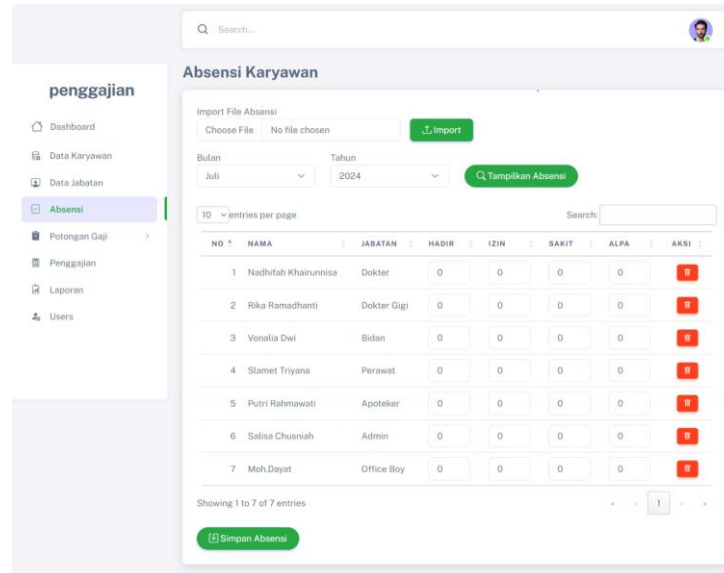 Search...
penggajian
Dashboard
Data Karyawan
Data Jabatan
Absensi
Potongan Gaji
Penggajian
Laporan
Users
Absensi Karyawan
Import File Absensi
Choose File No file chosen Import
Bulan Tahun
Juli 2024 Tampilkan Absensi
10 entries per page Search:
NO NAMA JABATAN HADIR IZIN SAKIT ALPA AKSI
1 Nadhifah Khairunnisa Dokter 0 0 0 0
2 Rika Ramadhanti Dokter Gigi 0 0 0 0
3 Vonalia Dwi Bidan 0 0 0 0
4 Slamet Triyana Perawat 0 0 0 0
5 Putri Rahmawati Apoteker 0 0 0 0
6 Salisa Chusniah Admin 0 0 0 0
7 Moh.Dayat Office Boy 0 0 0 0
Showing 1 to 7 of 7 entries « ‹ 1 › »
Simpan Absensi